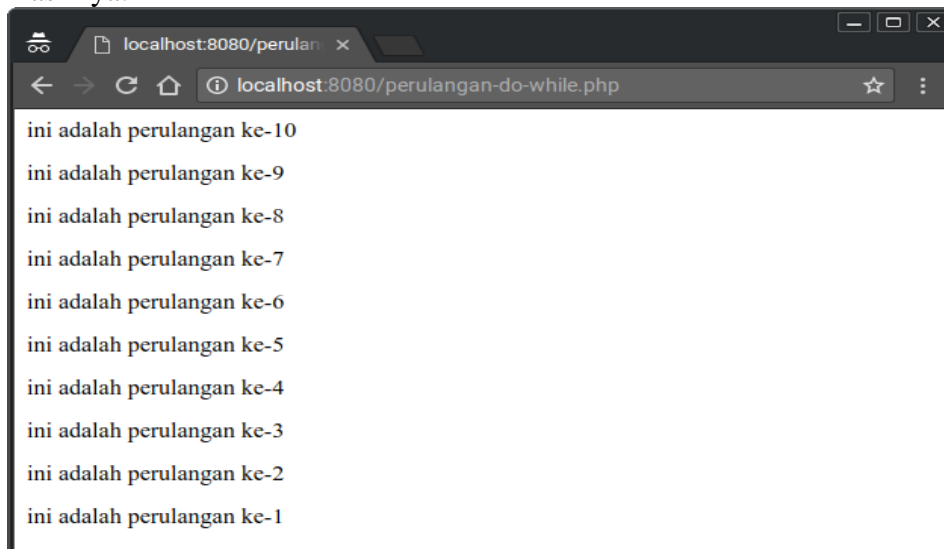 localhost:8080/perulan
localhost:8080/perulangan-do-while.php
ini adalah perulangan ke-10
ini adalah perulangan ke-9
ini adalah perulangan ke-8
ini adalah perulangan ke-7
ini adalah perulangan ke-6
ini adalah perulangan ke-5
ini adalah perulangan ke-4
ini adalah perulangan ke-3
ini adalah perulangan ke-2
ini adalah perulangan ke-1